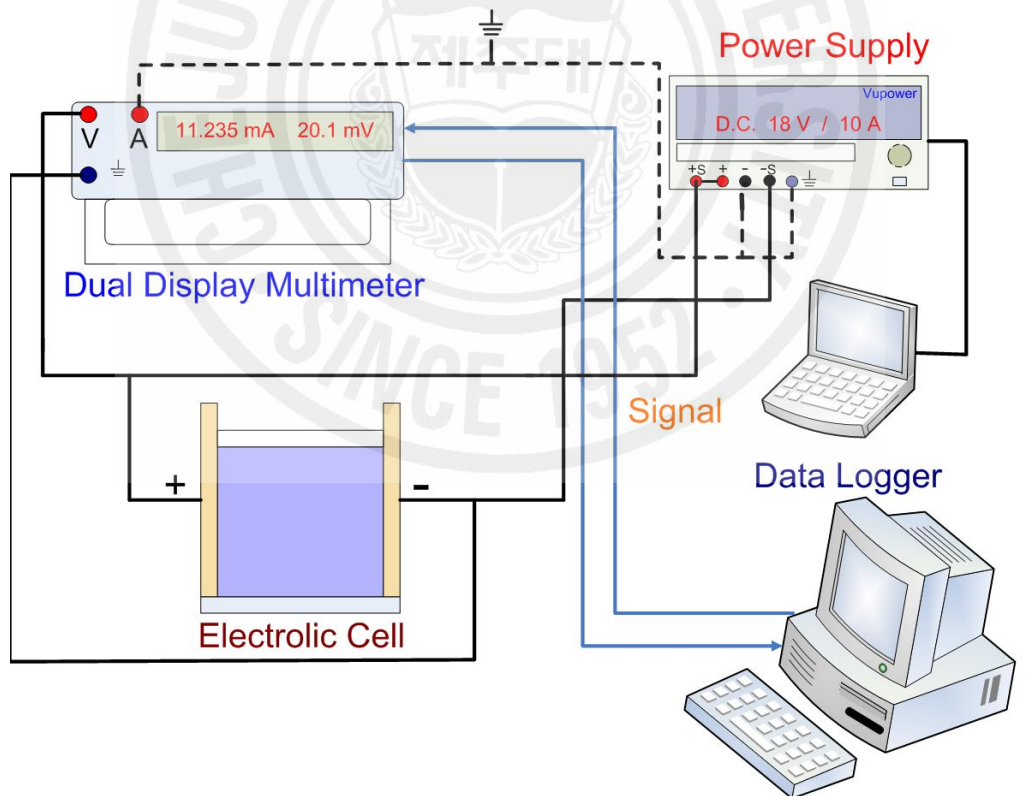 Power Supply
Vupower
D.C. 18 V / 10 A
+S + - -S
V A
11.235 mA 20.1 mV
Dual Display Multimeter
Signal
+ -
Electrolic Cell
Data Logger
제주대
SINCE 1952